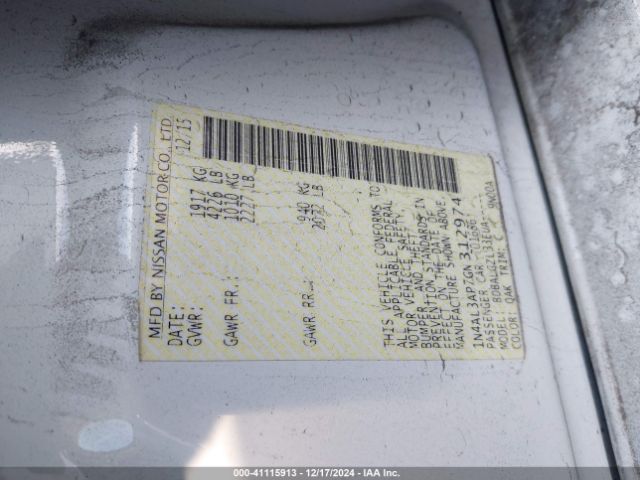 MFD BY NISSAN MOTOR CO., LTD.
DATE: 12/15
GVWR: 1917 KG
4226 LB
GAWR FR.: 1010 KG
2227 LB
GAWR RR.: 940 KG
LB
THIS VEHICLE CONFORMS TO
ALL APPLICABLE FEDERAL
MOTOR VEHICLE SAFETY,
BUMPER, AND THEFT
PREVENTION STANDARDS IN
EFFECT ON THE DATE OF
MANUFACTURE SHOWN ABOVE.
1N4AL3AP7GN312974
PASSENGER CAR
MODEL:
COLOR: QAK TRIM: C
000-41115913 - 12/17/2024 - IAA Inc.